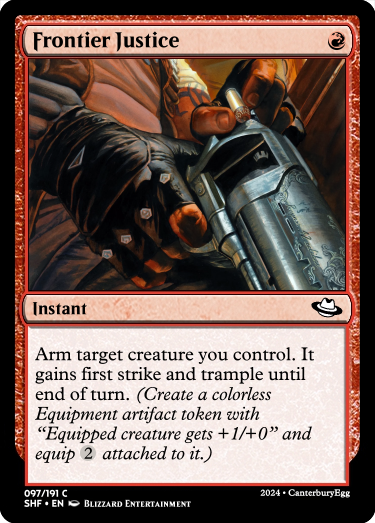 Frontier Justice
Instant
Arm target creature you control. It
gains first strike and trample until
end of turn. (Create a colorless
Equipment artifact token with
“Equipped creature gets +1/+0” and
equip 2 attached to it.)
097/191 C
SHF • EN Blizzard Entertainment
2024 • CanterburyEgg